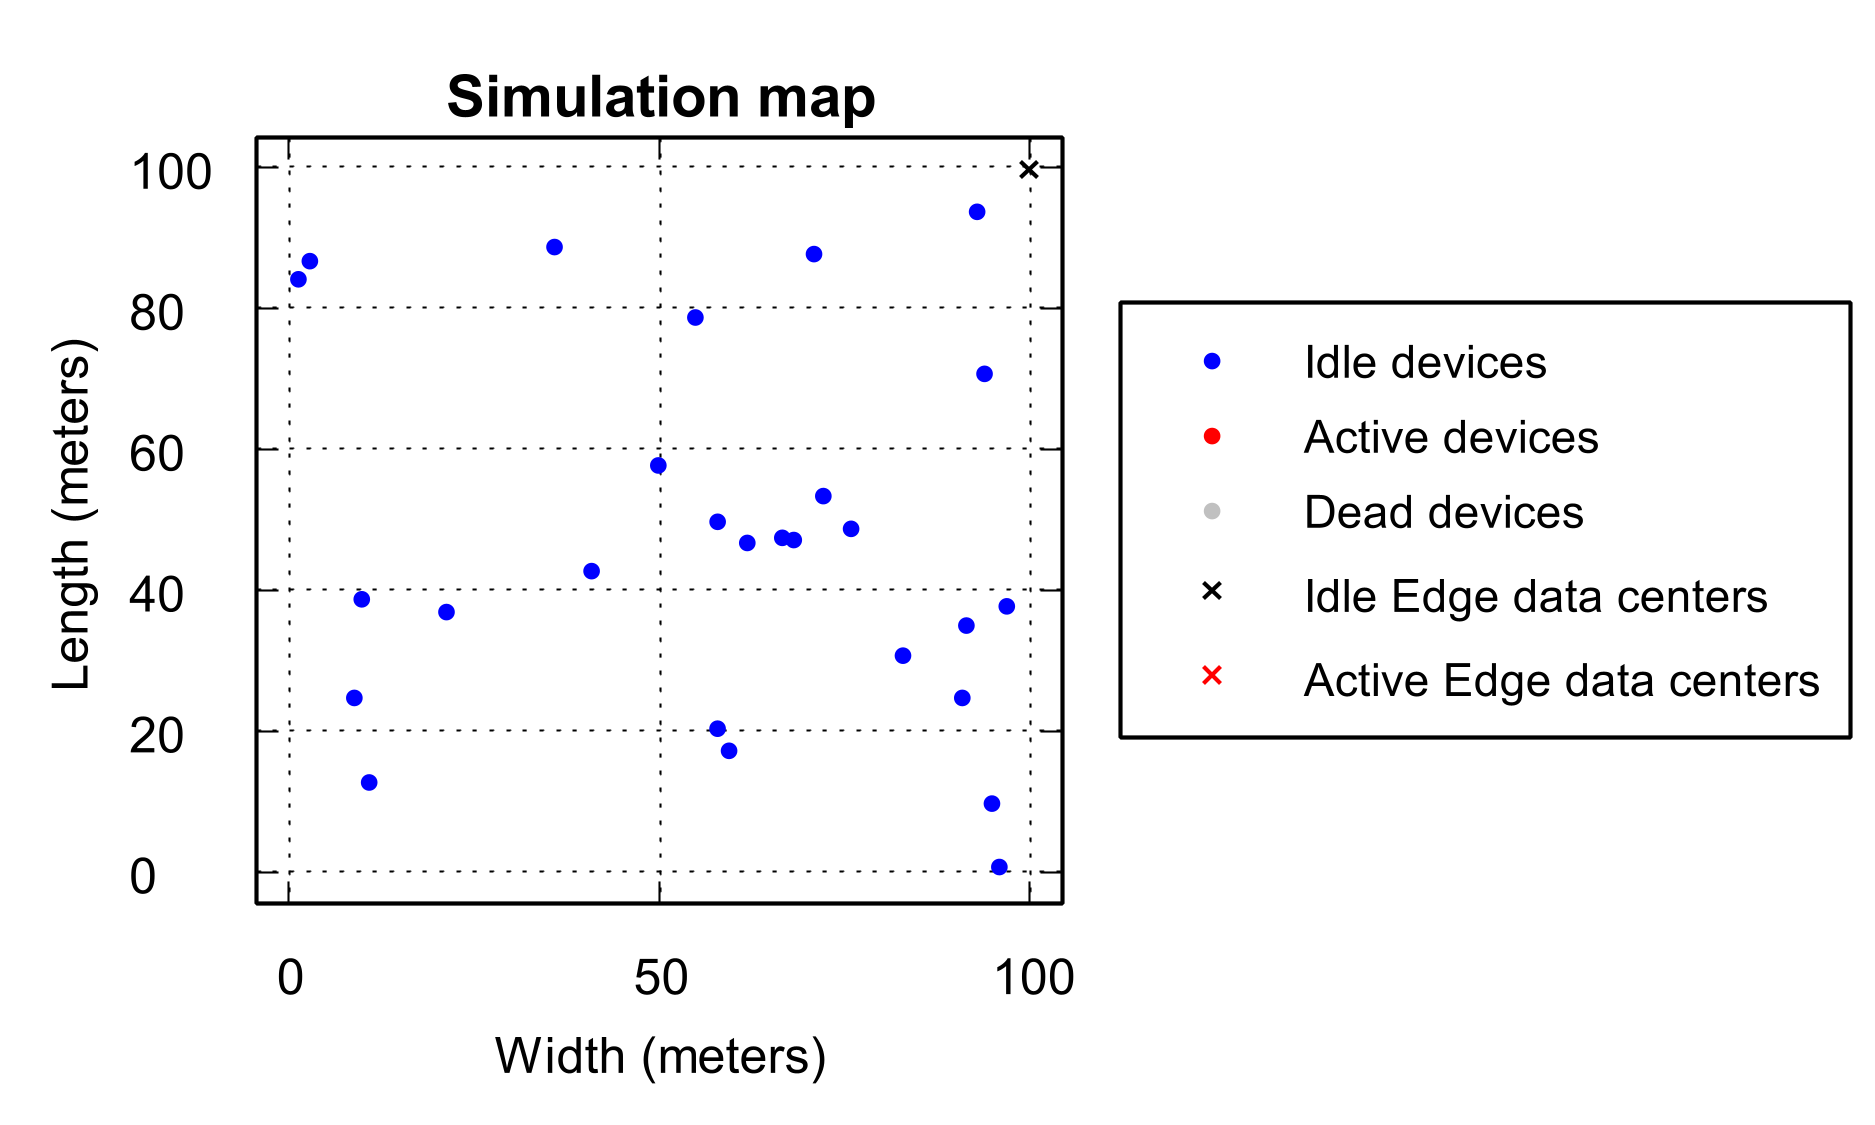 Simulation map
100
80
60
40
20
0
Length (meters)
0 50 100
Width (meters)
Idle devices
Active devices
Dead devices
Idle Edge data centers
Active Edge data centers